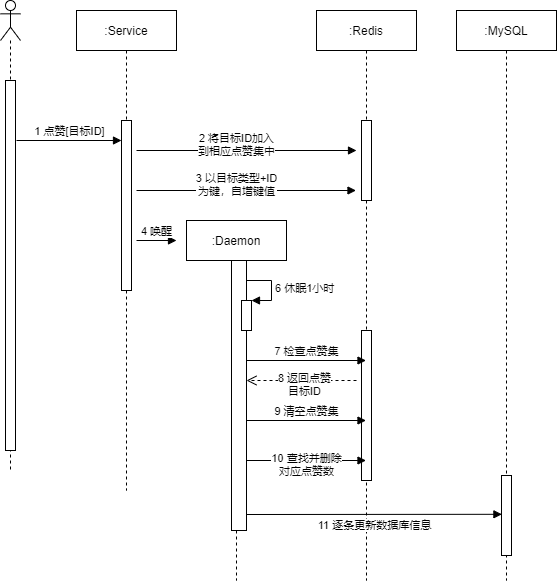 :Service
:Redis
:MySQL
1 点赞[目标ID]
2 将目标ID加入
到相应点赞集中
3 以目标类型+ID
为键，自增键值
4 唤醒
:Daemon
6 休眠1小时
7 检查点赞集
8 返回点赞
目标ID
9 清空点赞集
10 查找并删除
对应点赞数
11 逐条更新数据库信息